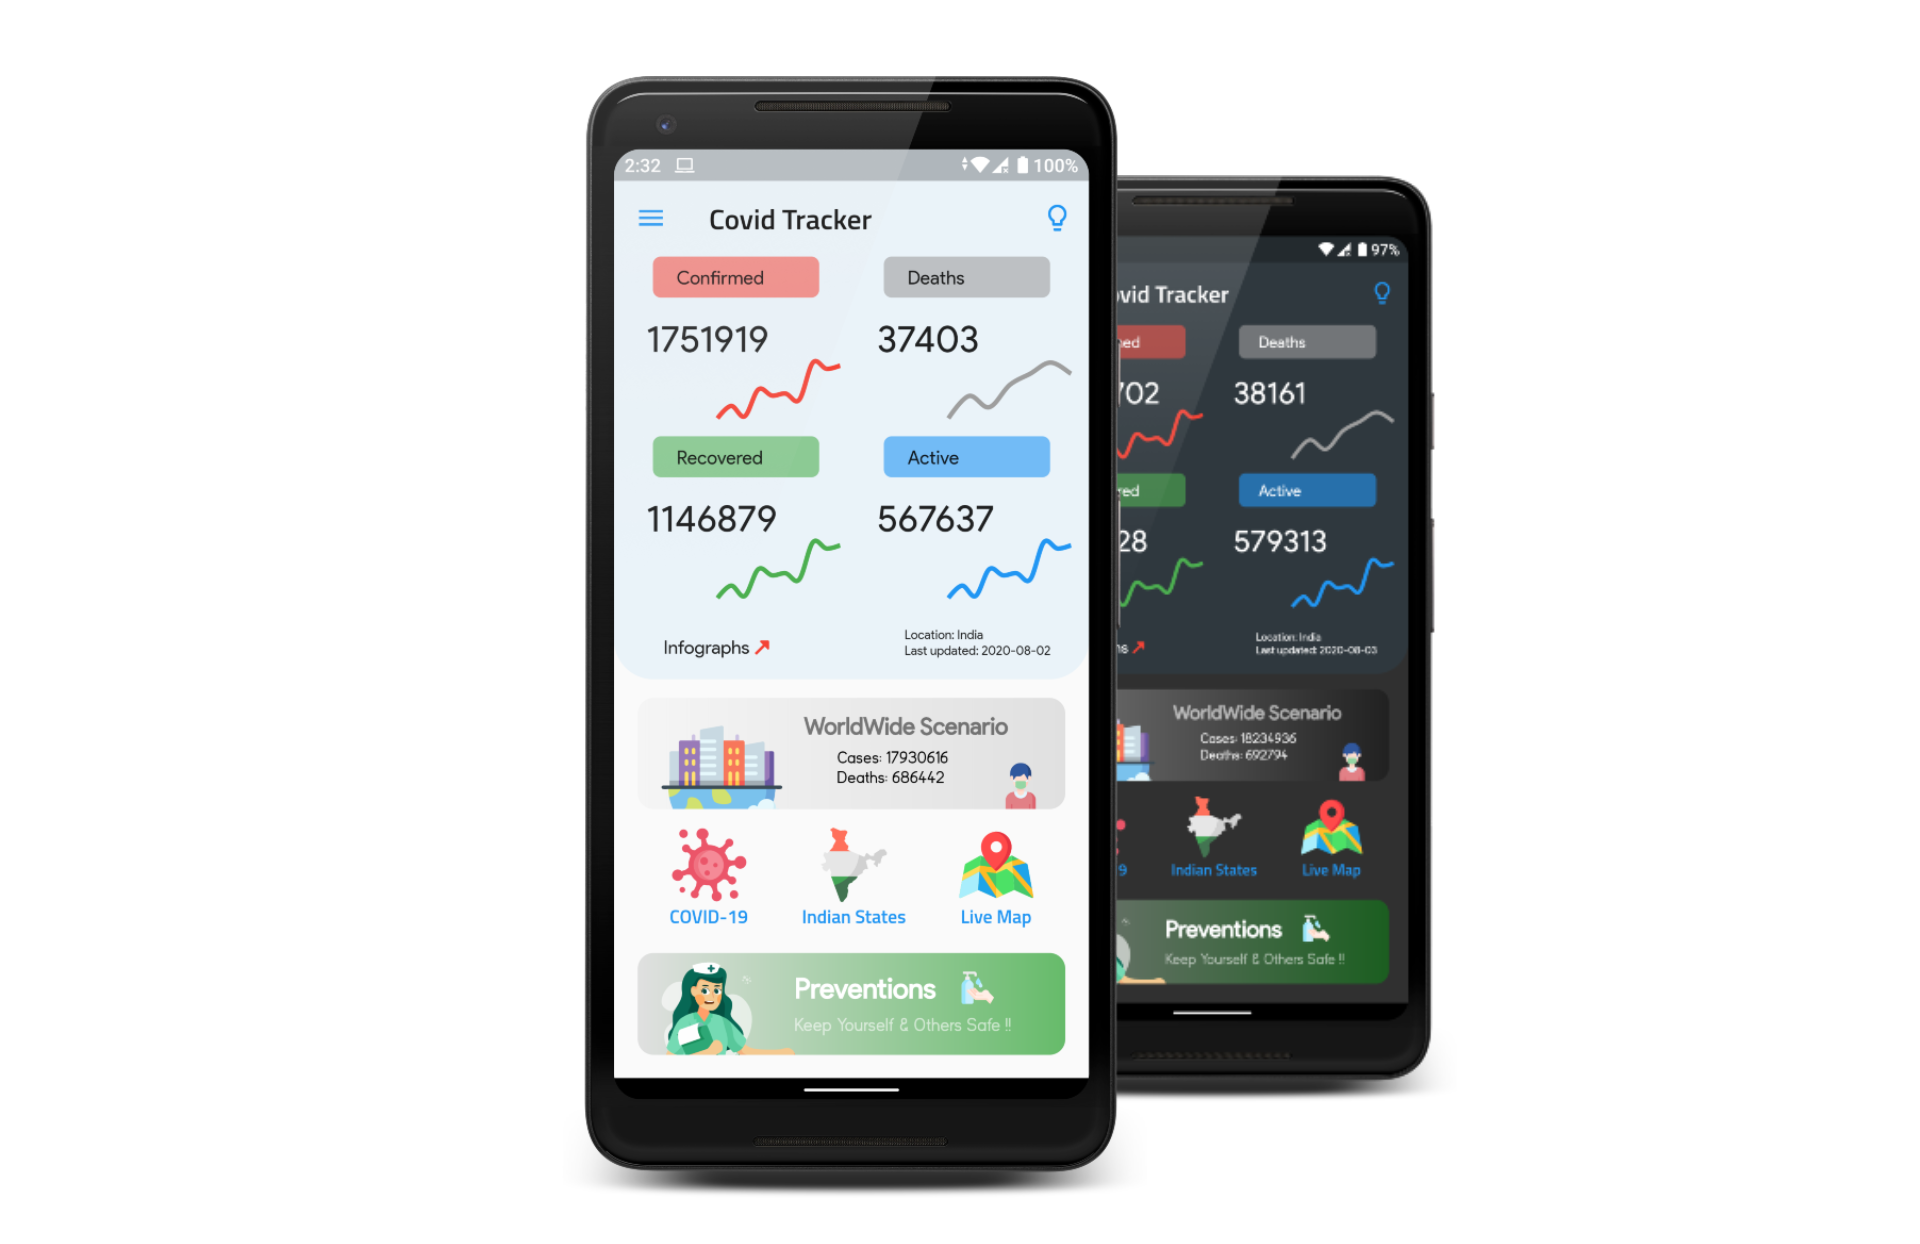 2:32 100%
Covid Tracker
Confirmed Deaths
1751919 37403
Recovered Active
1146879 567637
Infographs
Location: India
Last updated: 2020-08-02
WorldWide Scenario
Cases: 17930616
Deaths: 686442
COVID-19 Indian States Live Map
Preventions
Keep Yourself & Others Safe !!
97%
vid Tracker
ed Deaths
702 38161
red Active
28 579313
hs
Location: India
Last updated: 2020-08-03
WorldWide Scenario
Cases: 18234936
Deaths: 692794
9 Indian States Live Map
Preventions
Keep Yourself & Others Safe !!